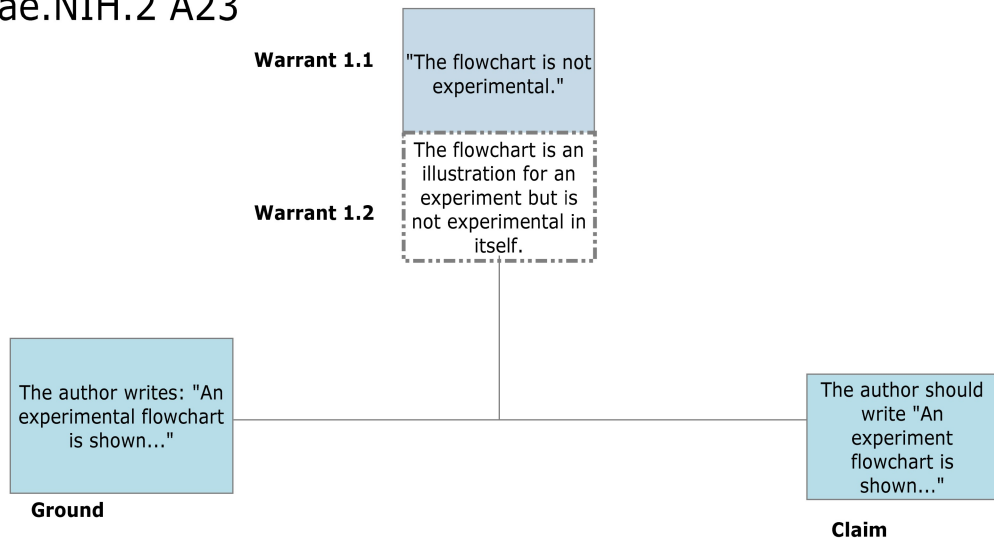 ae.NIH.2 A23
Warrant 1.1
"The flowchart is not
experimental."
The flowchart is an
illustration for an
experiment but is
not experimental in
itself.
Warrant 1.2
The author writes: "An
experimental flowchart
is shown..."
Ground
The author should
write "An
experiment
flowchart is
shown..."
Claim